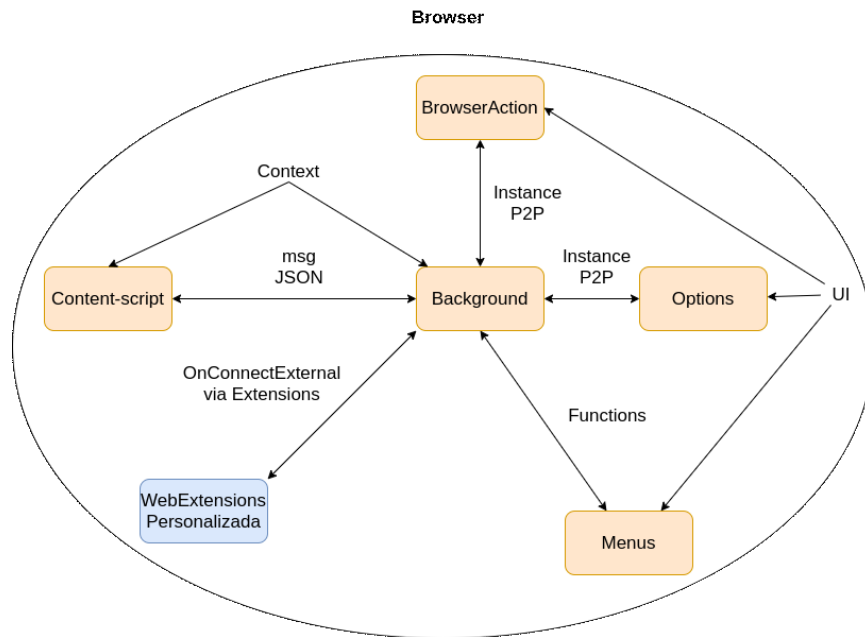 Browser
BrowserAction
Context
Instance
P2P
msg
JSON
Instance
P2P
Content-script
Background
Options
UI
OnConnectExternal
via Extensions
Functions
WebExtensions
Personalizada
Menus